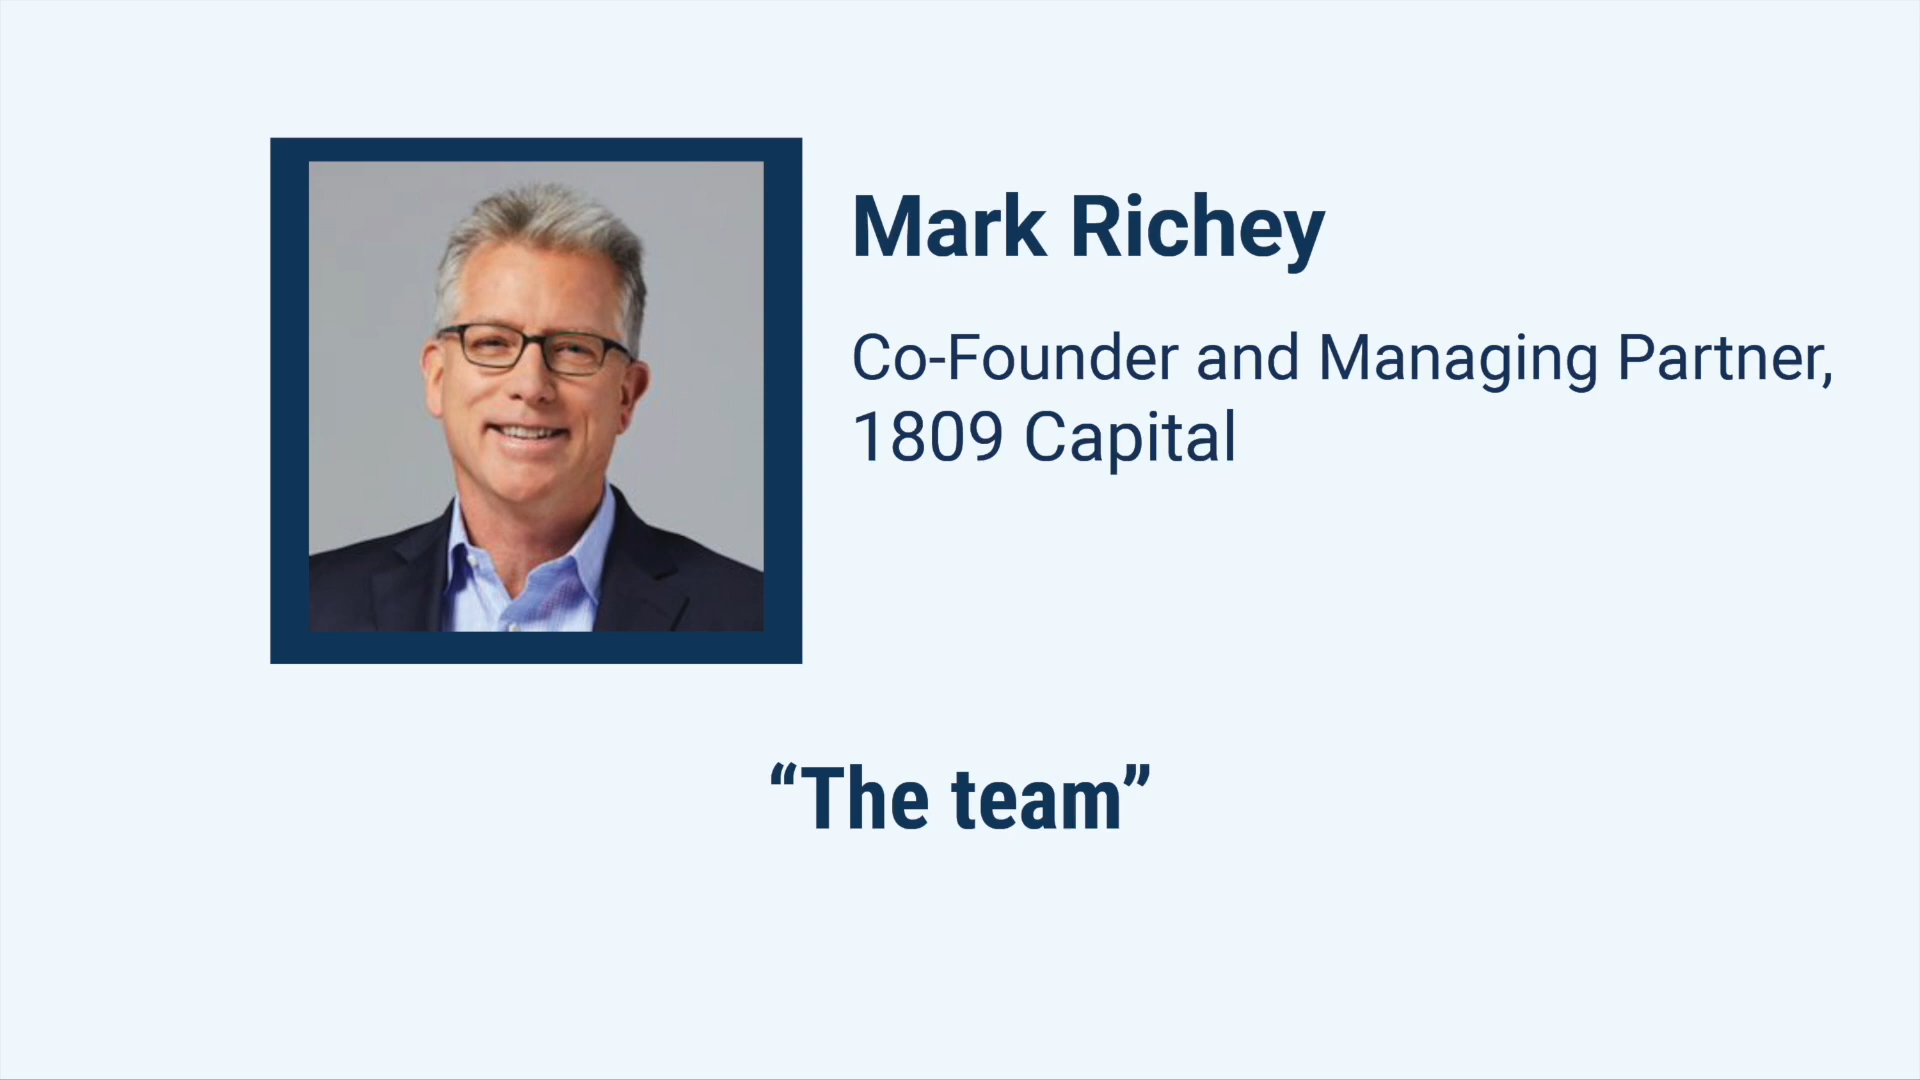 Mark Richey
Co-Founder and Managing Partner,
1809 Capital
“The team”